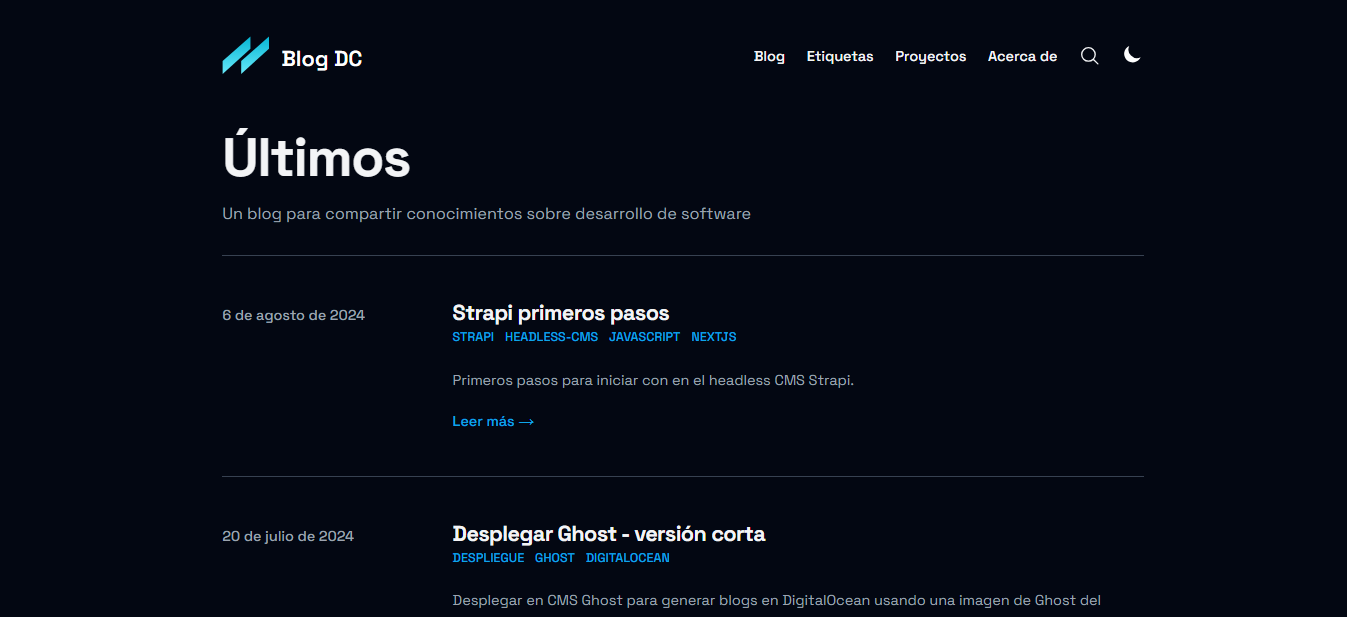 Blog DC
Blog Etiquetas Proyectos Acerca de
Últimos
Un blog para compartir conocimientos sobre desarrollo de software
6 de agosto de 2024
Strapi primeros pasos
STRAPI HEADLESS-CMS JAVASCRIPT NEXTJS
Primeros pasos para iniciar con en el headless CMS Strapi.
Leer más →
20 de julio de 2024
Desplegar Ghost - versión corta
DESPLIEGUE GHOST DIGITALOCEAN
Desplegar en CMS Ghost para generar blogs en DigitalOcean usando una imagen de Ghost del